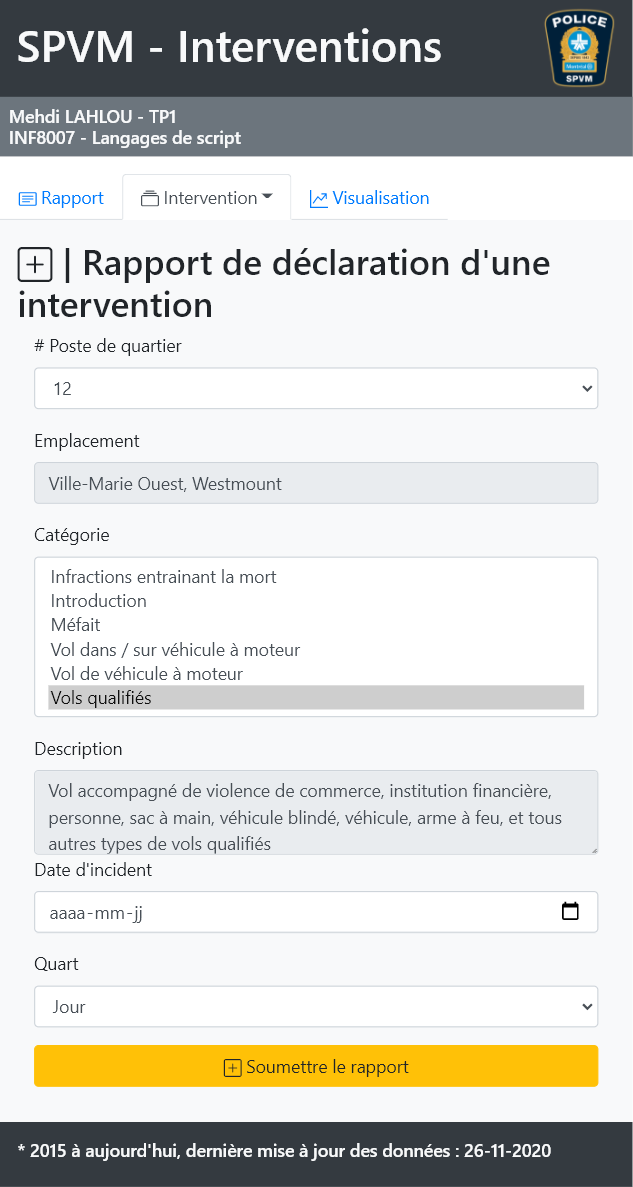 SPVM - Interventions
POLICE
Montréal
SPVM
Mehdi LAHLOU - TP1
INF8007 - Langages de script
Rapport
Intervention
Visualisation
| Rapport de déclaration d'une
intervention
# Poste de quartier
12
Emplacement
Ville-Marie Ouest, Westmount
Catégorie
Infractions entrainant la mort
Introduction
Méfait
Vol dans / sur véhicule à moteur
Vol de véhicule à moteur
Vols qualifiés
Description
Vol accompagné de violence de commerce, institution financière,
personne, sac à main, véhicule blindé, véhicule, arme à feu, et tous
autres types de vols qualifiés
Date d'incident
aaaa-mm-jj
Quart
Jour
Soumettre le rapport
* 2015 à aujourd'hui, dernière mise à jour des données : 26-11-2020